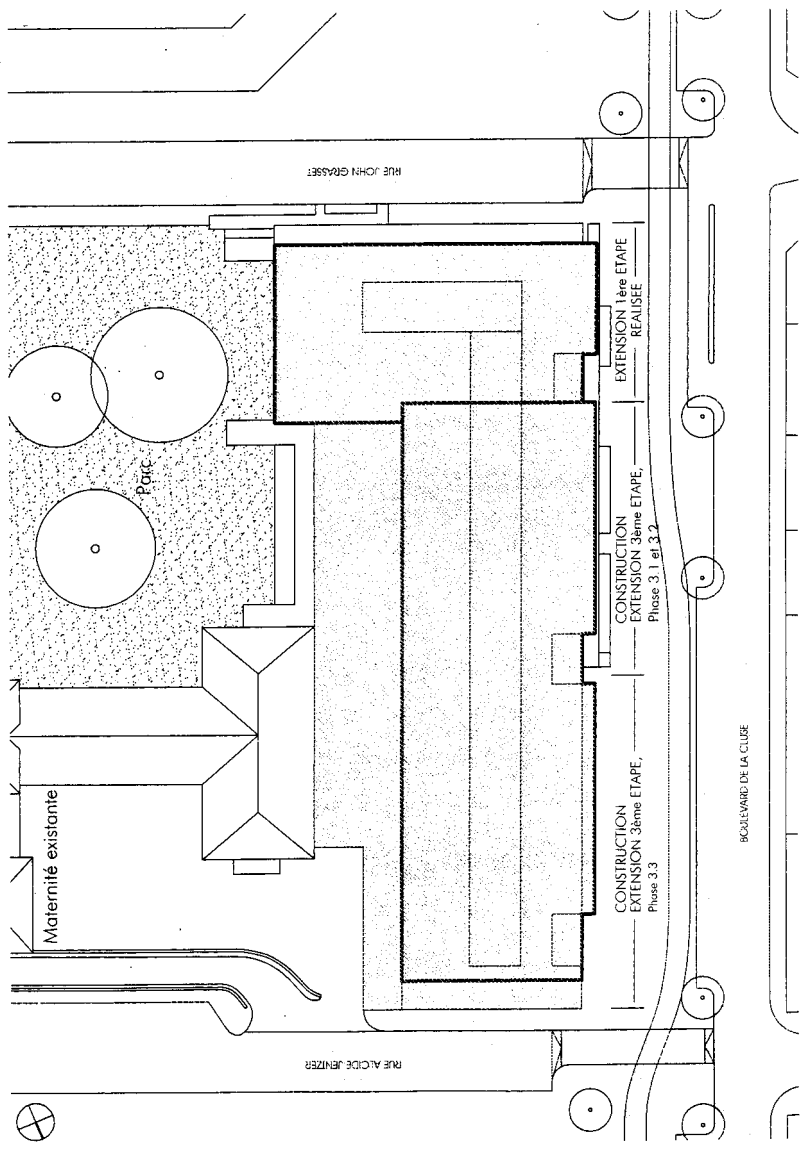 RUE JOHN GRASSET
EXTENSION 1ère ETAPE
REALISEE
Parc
CONSTRUCTION
EXTENSION 3ème ETAPE,
Phase 3.1 et 3.2
Maternité existante
CONSTRUCTION
EXTENSION 3ème ETAPE,
Phase 3.3
BOULEVARD DE LA CLUSE
RUE ALCIDE JENTZER